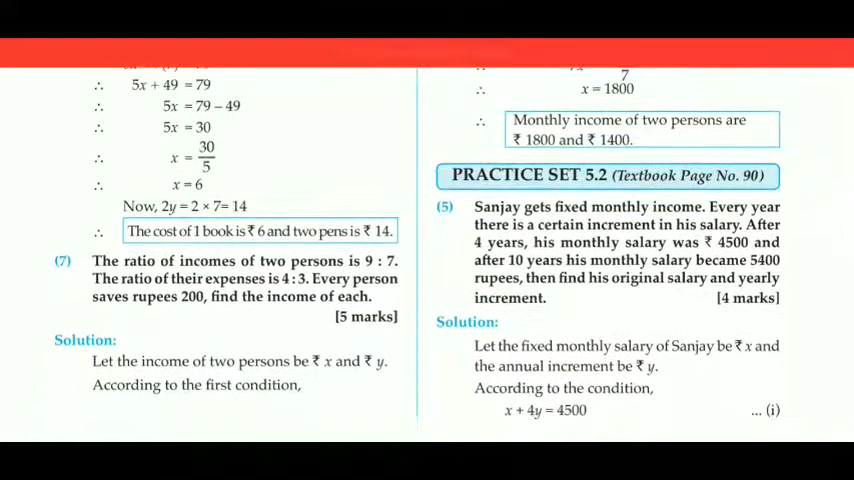 ∴ 5x + 49 = 79
∴ 5x = 79 – 49
∴ 5x = 30
∴ x = 30/5
∴ x = 6
Now, 2y = 2 × 7= 14
∴ The cost of 1 book is ₹ 6 and two pens is ₹ 14.
(7) The ratio of incomes of two persons is 9 : 7.
The ratio of their expenses is 4 : 3. Every person
saves rupees 200, find the income of each.
[5 marks]
Solution:
Let the income of two persons be ₹ x and ₹ y.
According to the first condition,
7
∴ x = 1800
∴ Monthly income of two persons are
₹ 1800 and ₹ 1400.
PRACTICE SET 5.2 (Textbook Page No. 90)
(5) Sanjay gets fixed monthly income. Every year
there is a certain increment in his salary. After
4 years, his monthly salary was ₹ 4500 and
after 10 years his monthly salary became 5400
rupees, then find his original salary and yearly
increment. [4 marks]
Solution:
Let the fixed monthly salary of Sanjay be ₹ x and
the annual increment be ₹ y.
According to the condition,
x + 4y = 4500 ... (i)